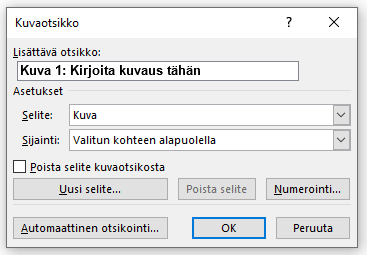 Kuvaotsikko ? ×
Lisättävä otsikko:
Kuva 1: Kirjoita kuvaus tähän
Asetukset
Selite: Kuva
Sijainti: Valitun kohteen alapuolella
Poista selite kuvaotsikosta
Uusi selite... Poista selite Numerointi...
Automaattinen otsikointi... OK Peruuta